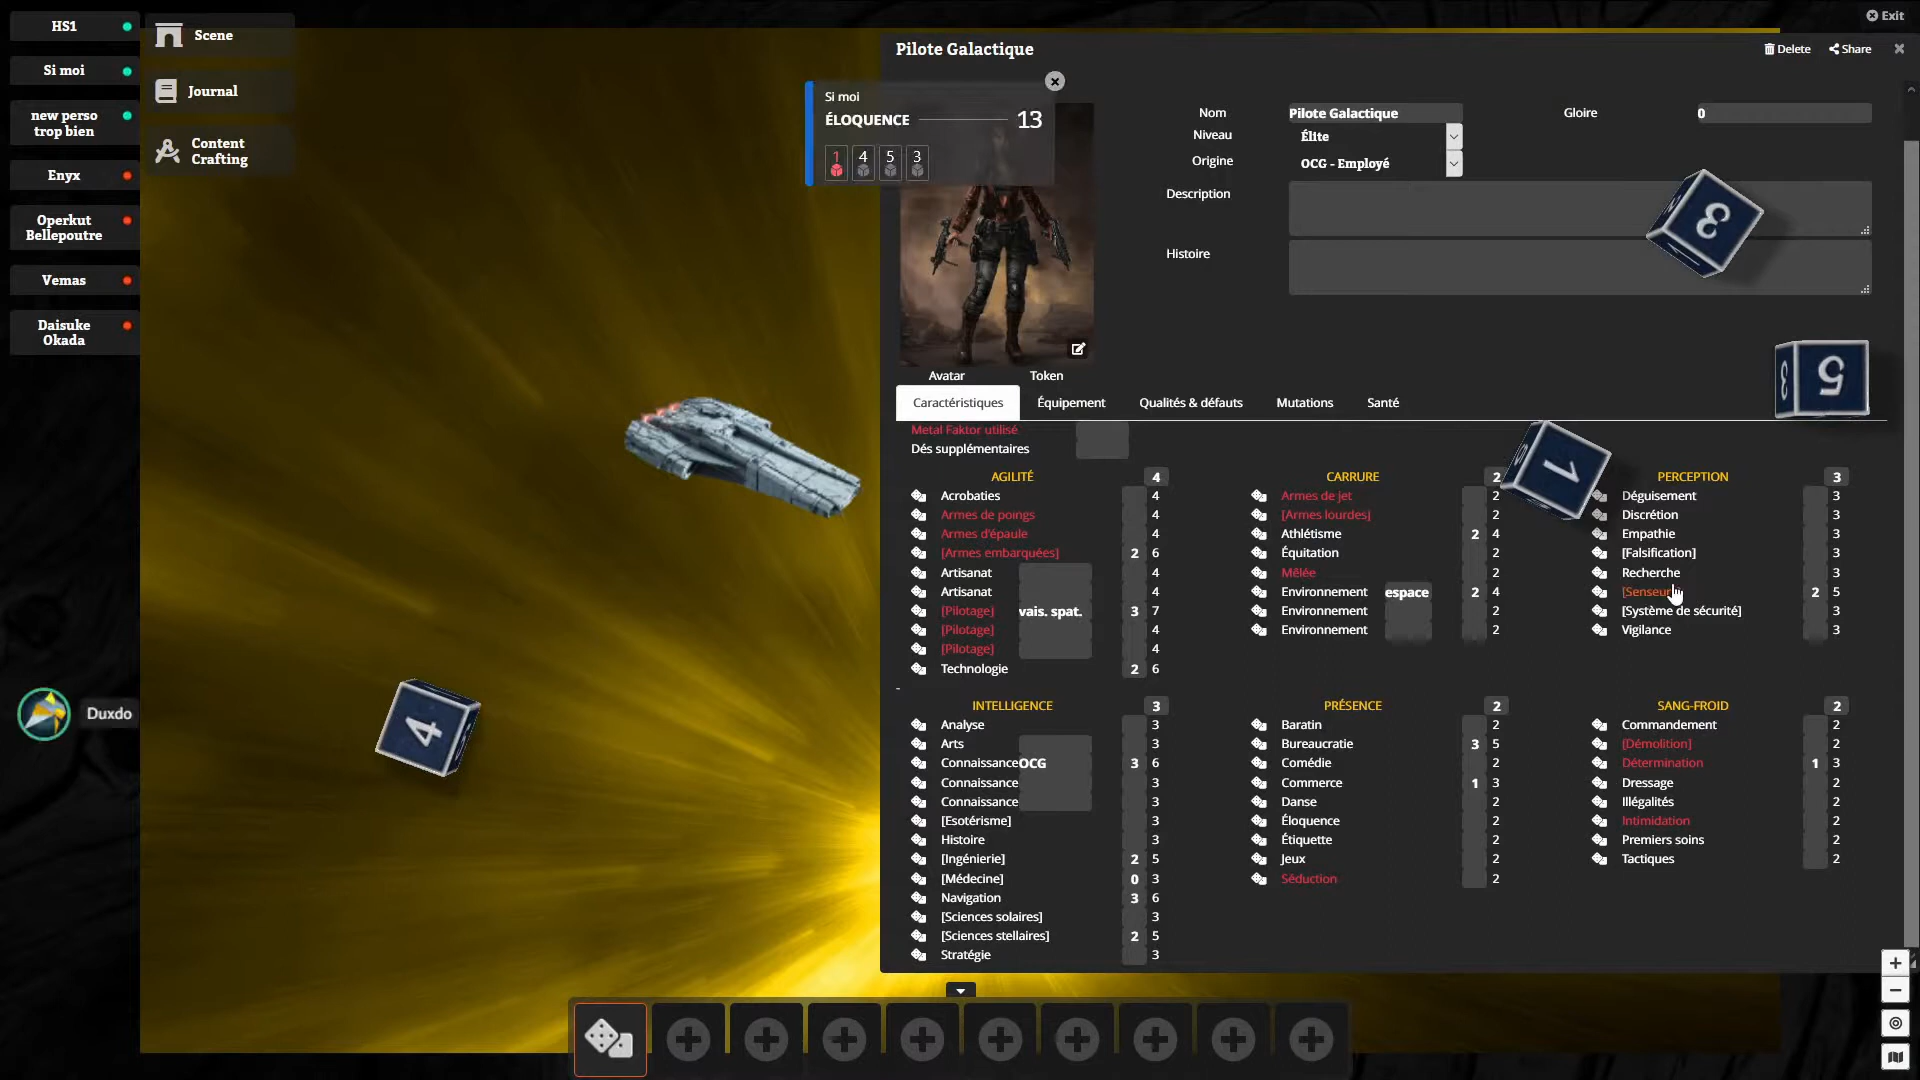 HS1
Si moi
new perso
trop bien
Enyx
Operkut
Bellepoutre
Vemas
Daisuke
Okada
Duxdo
Scene
Journal
Content
Crafting
Exit
Pilote Galactique
Delete
Share
Si moi
ÉLOQUENCE 13
1 4 5 3
Nom Pilote Galactique
Gloire 0
Niveau Élite
Origine OCG - Employé
Description
Histoire
Avatar Token
Caractéristiques Équipement Qualités & défauts Mutations Santé
Metal Faktor utilisé
Dés supplémentaires
AGILITÉ 4
Acrobaties 4
Armes de poings 4
Armes d'épaule 4
[Armes embarquées] 2 6
Artisanat 4
Artisanat 4
[Pilotage] vais. spat. 3 7
[Pilotage] 4
[Pilotage] 4
Technologie 2 6
CARRURE 2
Armes de jet 2
[Armes lourdes] 2
Athlétisme 2 4
Équitation 2
Mêlée 2
Environnement espace 2 4
Environnement 2
Environnement 2
PERCEPTION 3
Déguisement 3
Discrétion 3
Empathie 3
[Falsification] 3
Recherche 3
[Senseur 2 5
[Système de sécurité] 3
Vigilance 3
-
INTELLIGENCE 3
Analyse 3
Arts 3
Connaissance OCG 3 6
Connaissance 3
Connaissance 3
[Esotérisme] 3
Histoire 3
[Ingénierie] 2 5
[Médecine] 0 3
Navigation 3 6
[Sciences solaires] 3
[Sciences stellaires] 2 5
Stratégie 3
PRÉSENCE 2
Baratin 2
Bureaucratie 3 5
Comédie 2
Commerce 1 3
Danse 2
Éloquence 2
Étiquette 2
Jeux 2
Séduction 2
SANG-FROID 2
Commandement 2
[Démolition] 2
Détermination 1 3
Dressage 2
Illégalités 2
Intimidation 2
Premiers soins 2
Tactiques 2
3
5
3
1
4